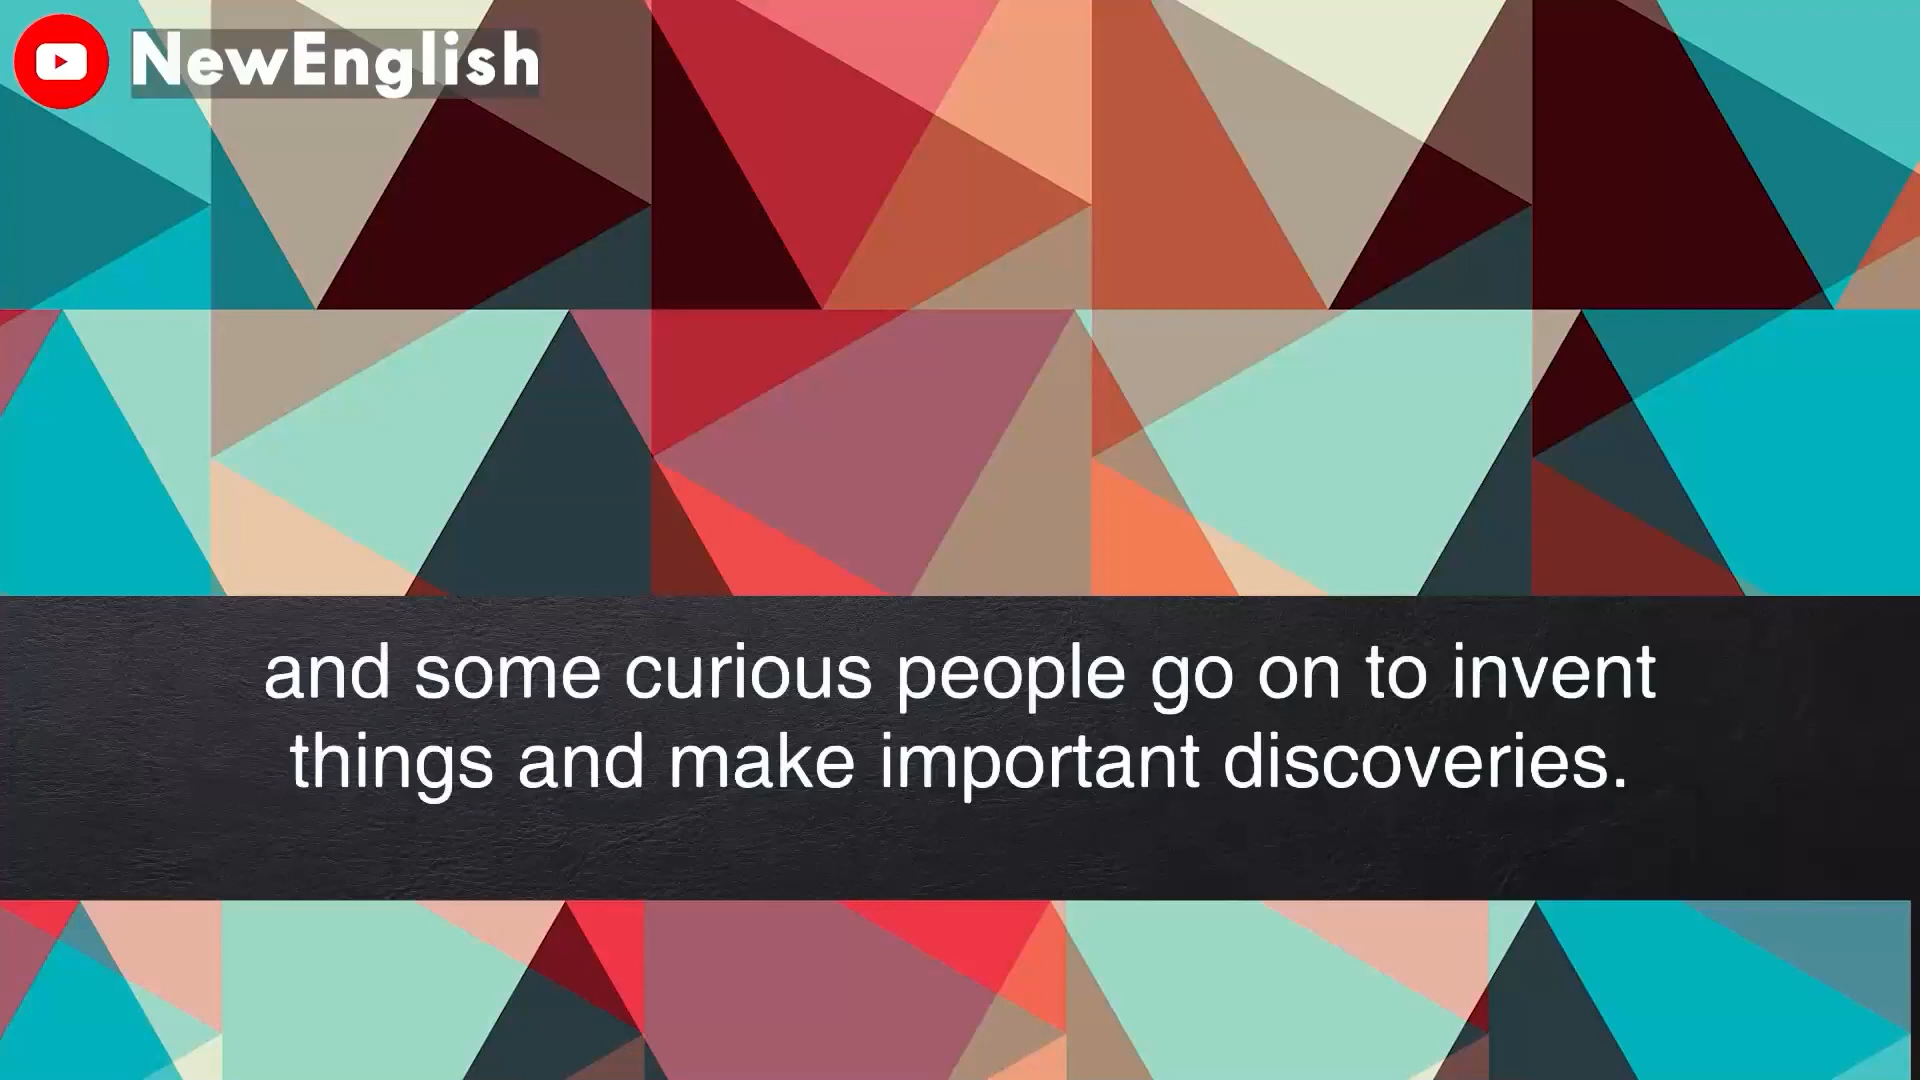 NewEnglish
and some curious people go on to invent
things and make important discoveries.